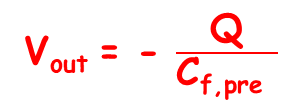 V_out = - Q / C_f,pre